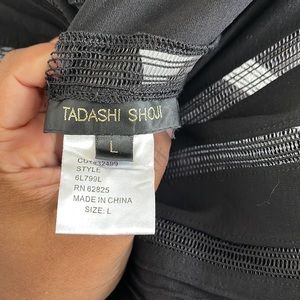 TADASHI SHOJI
L
STYLE
6L799L
RN 62825
MADE IN CHINA
SIZE: L